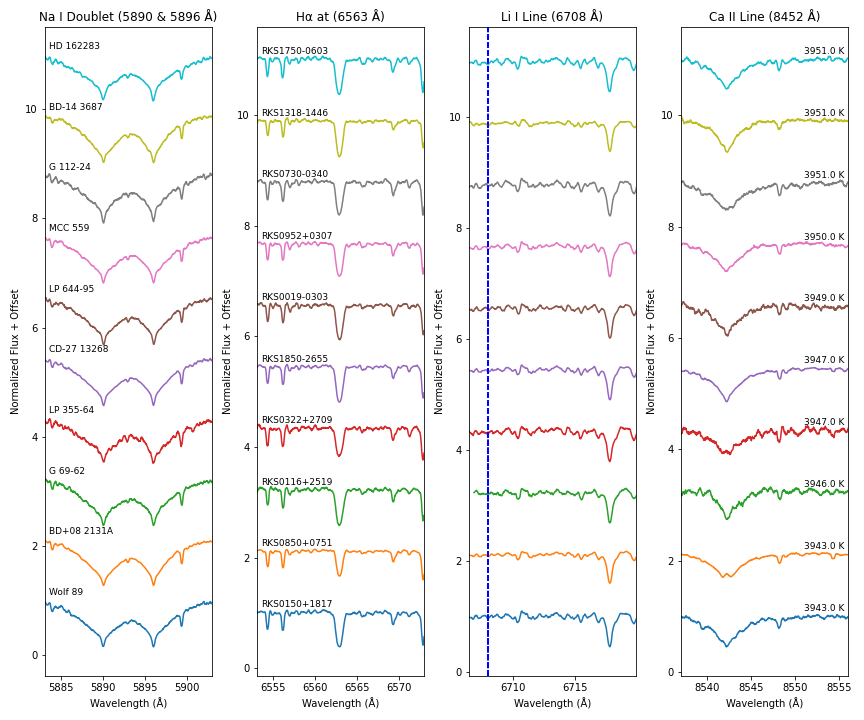 Na I Doublet (5890 & 5896 Å)
Normalized Flux + Offset
10
8
6
4
2
0
HD 162283
BD-14 3687
G 112-24
MCC 559
LP 644-95
CD-27 13268
LP 355-64
G 69-62
BD+08 2131A
Wolf 89
5885 5890 5895 5900
Wavelength (Å)
Hα at (6563 Å)
Normalized Flux + Offset
10
8
6
4
2
0
RKS1750-0603
RKS1318-1446
RKS0730-0340
RKS0952+0307
RKS0019-0303
RKS1850-2655
RKS0322+2709
RKS0116+2519
RKS0850+0751
RKS0150+1817
6555 6560 6565 6570
Wavelength (Å)
Li I Line (6708 Å)
Normalized Flux + Offset
10
8
6
4
2
0
6710 6715
Wavelength (Å)
Ca II Line (8452 Å)
Normalized Flux + Offset
10
8
6
4
2
0
3951.0 K
3951.0 K
3951.0 K
3950.0 K
3949.0 K
3947.0 K
3947.0 K
3946.0 K
3943.0 K
3943.0 K
8540 8545 8550 8555
Wavelength (Å)